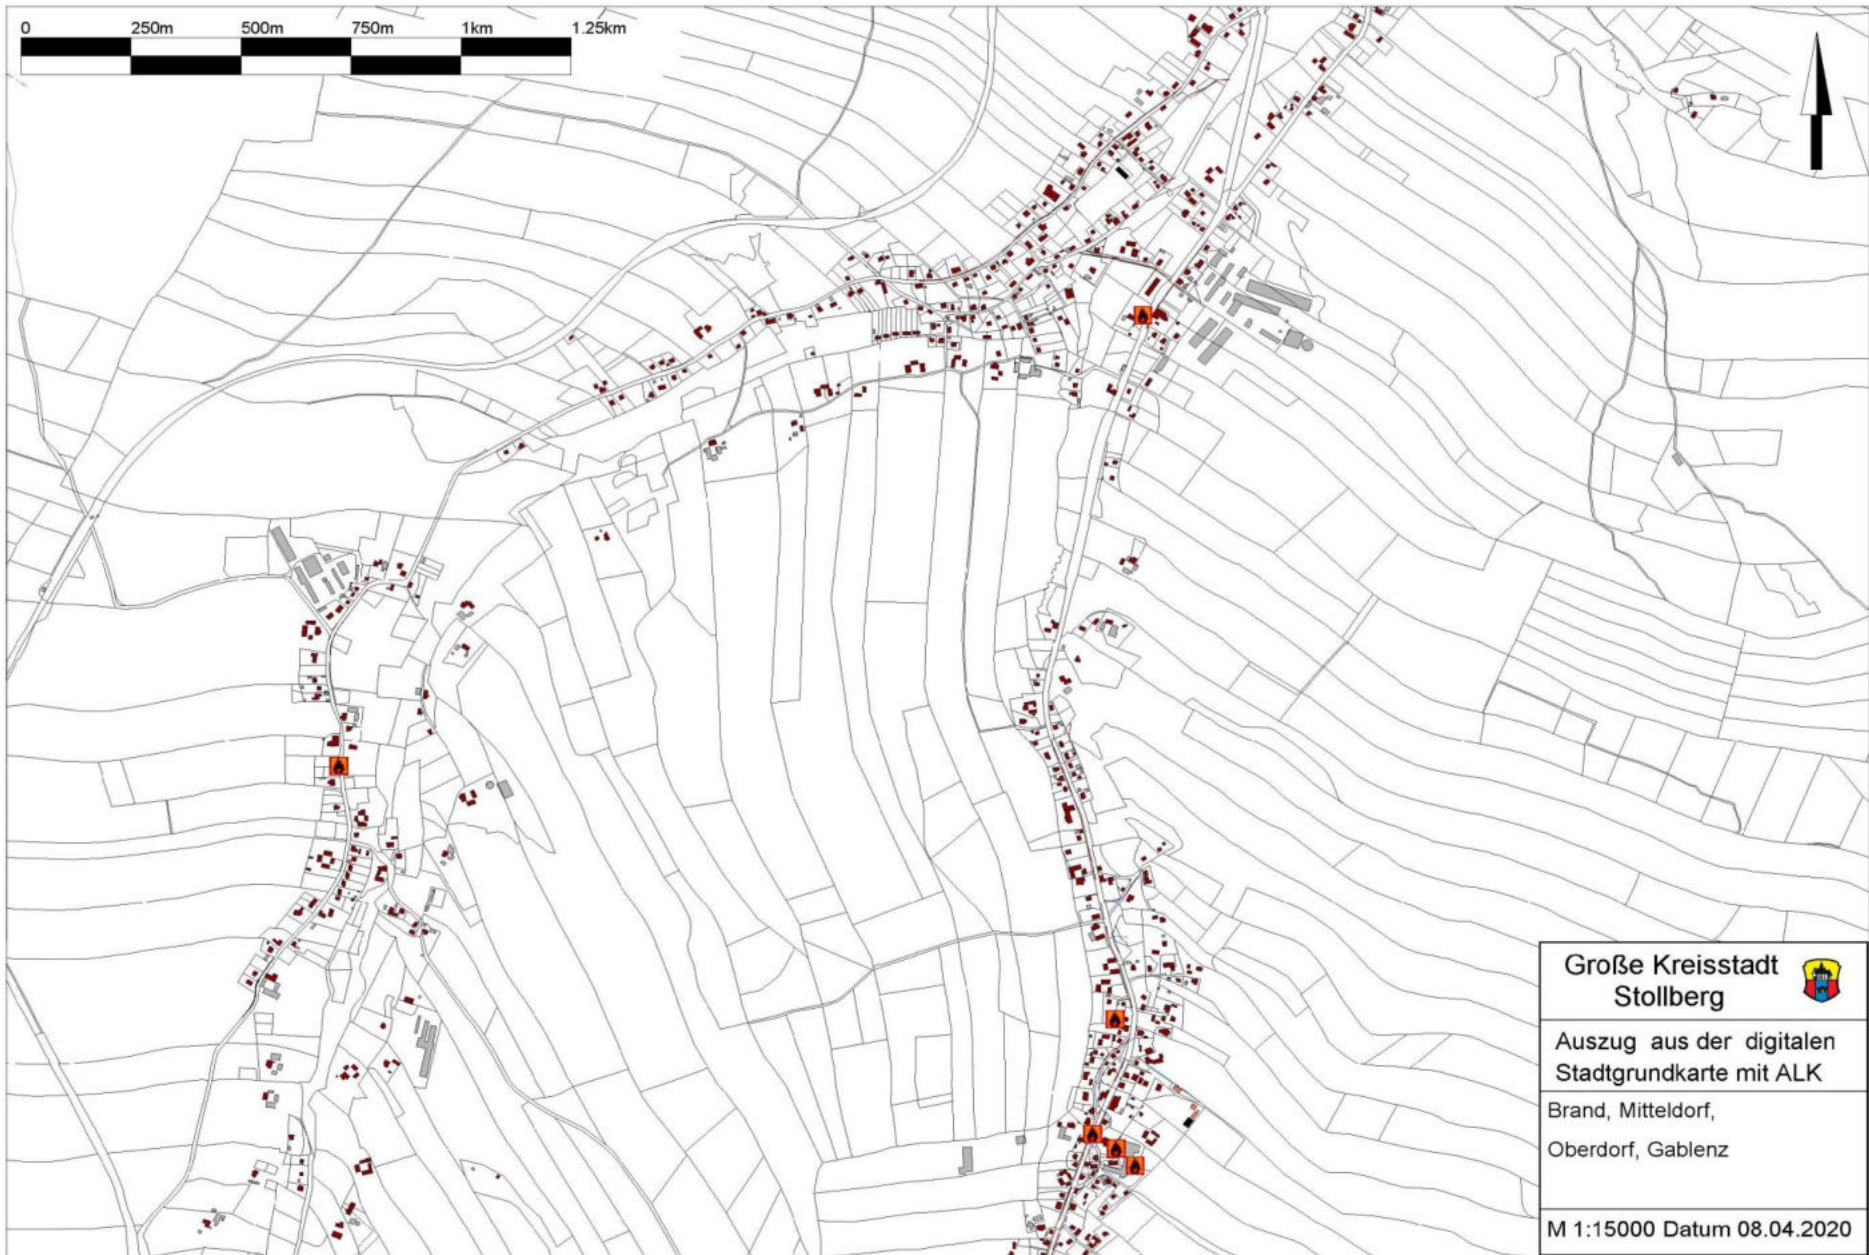 0 250m 500m 750m 1km 1.25km
Große Kreisstadt
Stollberg
Auszug aus der digitalen
Stadtgrundkarte mit ALK
Brand, Mitteldorf,
Oberdorf, Gablenz
M 1:15000 Datum 08.04.2020